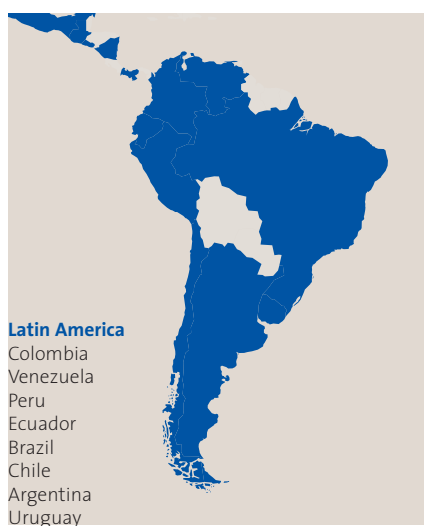 Latin America
Colombia
Venezuela
Peru
Ecuador
Brazil
Chile
Argentina
Uruguay